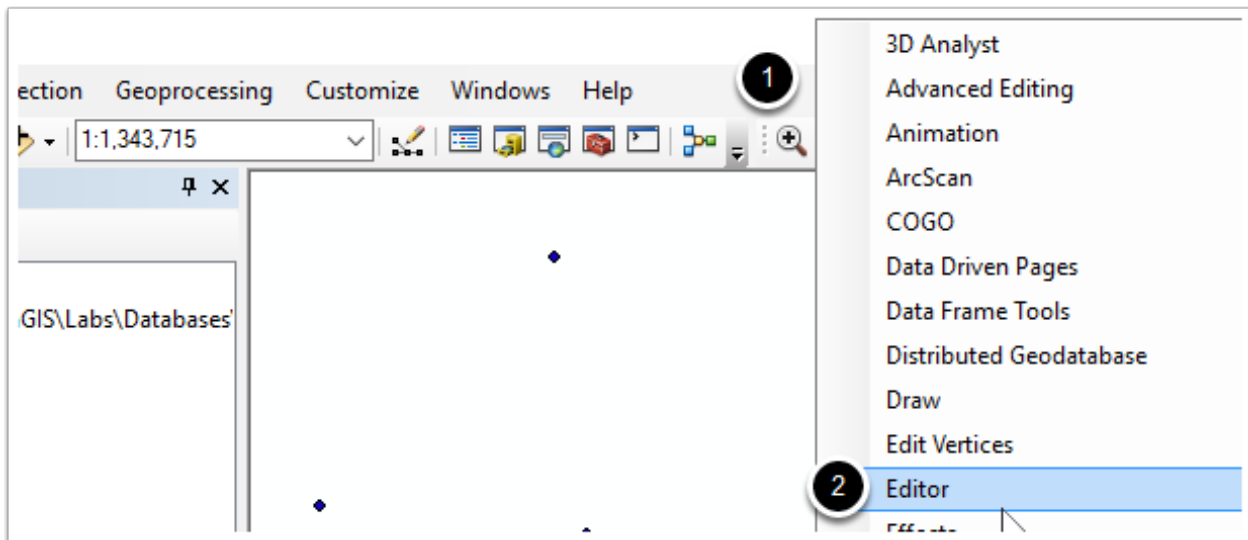 3D Analyst
1
ection Geoprocessing Customize Windows Help
Advanced Editing
1:1,343,715
Animation
ArcScan
COGO
Data Driven Pages
GIS\Labs\Databases'
Data Frame Tools
Distributed Geodatabase
Draw
Edit Vertices
2 Editor
Effects